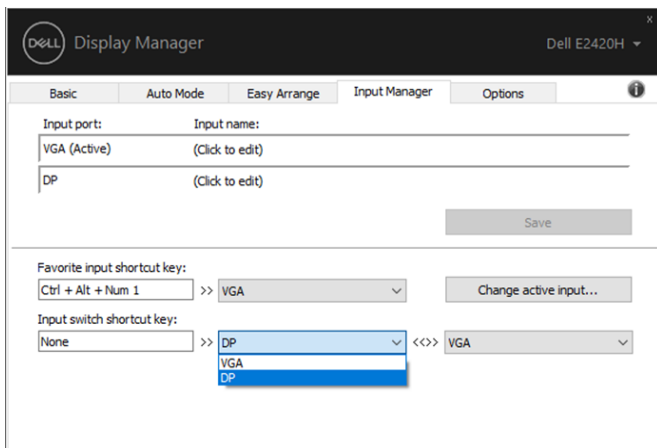 x
DELL Display Manager Dell E2420H
Basic Auto Mode Easy Arrange Input Manager Options i
Input port: Input name:
VGA (Active) (Click to edit)
DP (Click to edit)
Save
Favorite input shortcut key:
Ctrl + Alt + Num 1 >> VGA Change active input...
Input switch shortcut key:
None >> DP <<>> VGA
VGA
DP